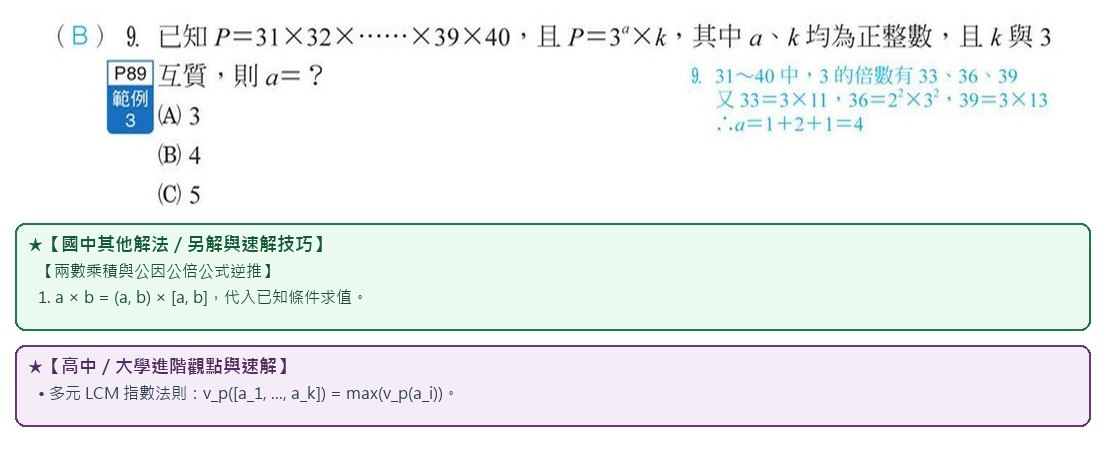 （B）9. 已知 P=31×32×⋯⋯×39×40，且 P=3ᵃ×k，其中 a、k 均為正整數，且 k 與 3
互質，則 a=？
P89
範例
3
(A) 3
(B) 4
(C) 5
9. 31～40 中，3 的倍數有 33、36、39
又 33=3×11，36=2²×3²，39=3×13
∴a=1+2+1=4
★【國中其他解法 / 另解與速解技巧】
【兩數乘積與公因公倍公式逆推】
1. a × b = (a, b) × [a, b]，代入已知條件求值。
★【高中 / 大學進階觀點與速解】
• 多元 LCM 指數法則：v_p([a_1, ..., a_k]) = max(v_p(a_i))。